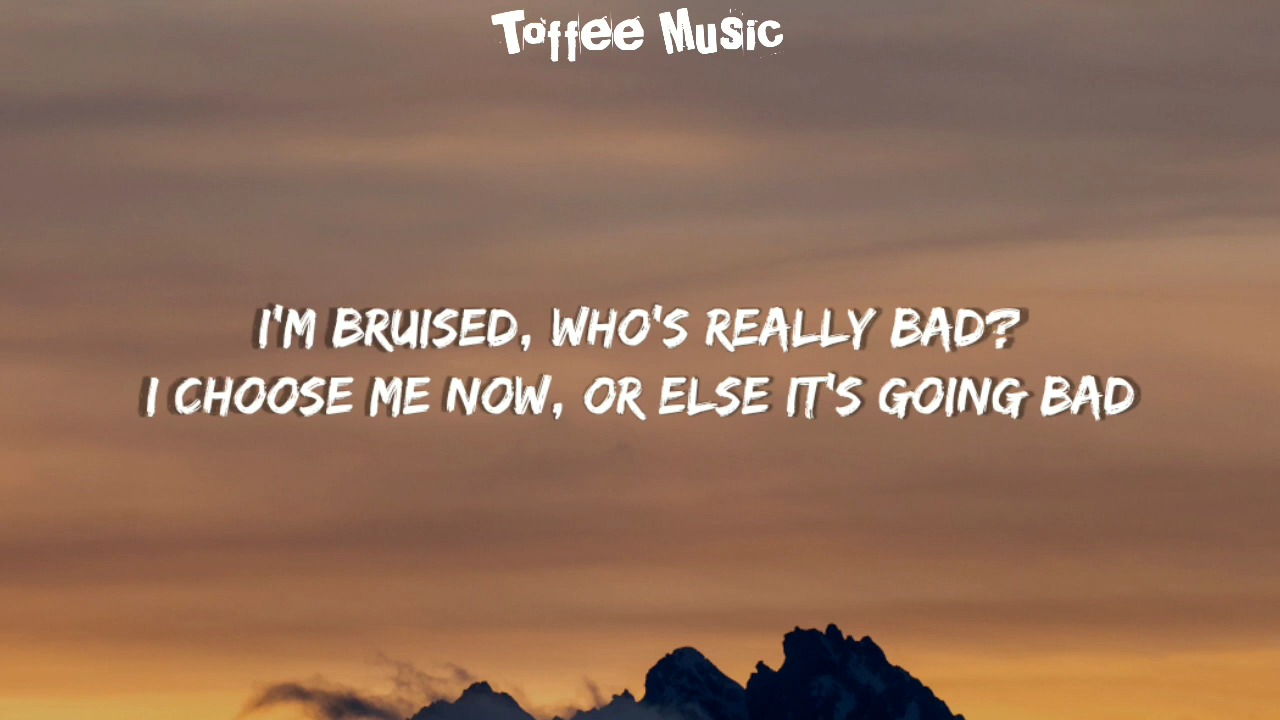 Toffee Music
I'M BRUISED, WHO'S REALLY BAD?
I CHOOSE ME NOW, OR ELSE IT'S GOING BAD